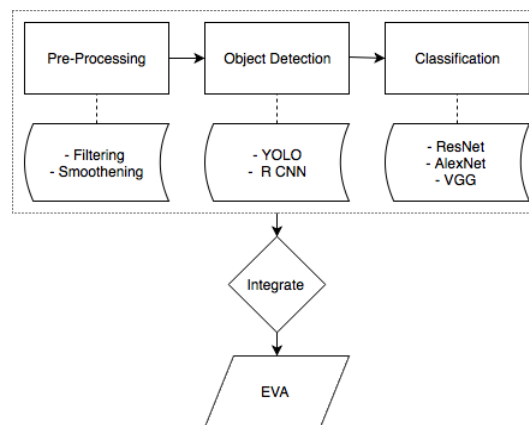 Pre-Processing
Object Detection
Classification
- Filtering
- Smoothening
- YOLO
- R CNN
- ResNet
- AlexNet
- VGG
Integrate
EVA